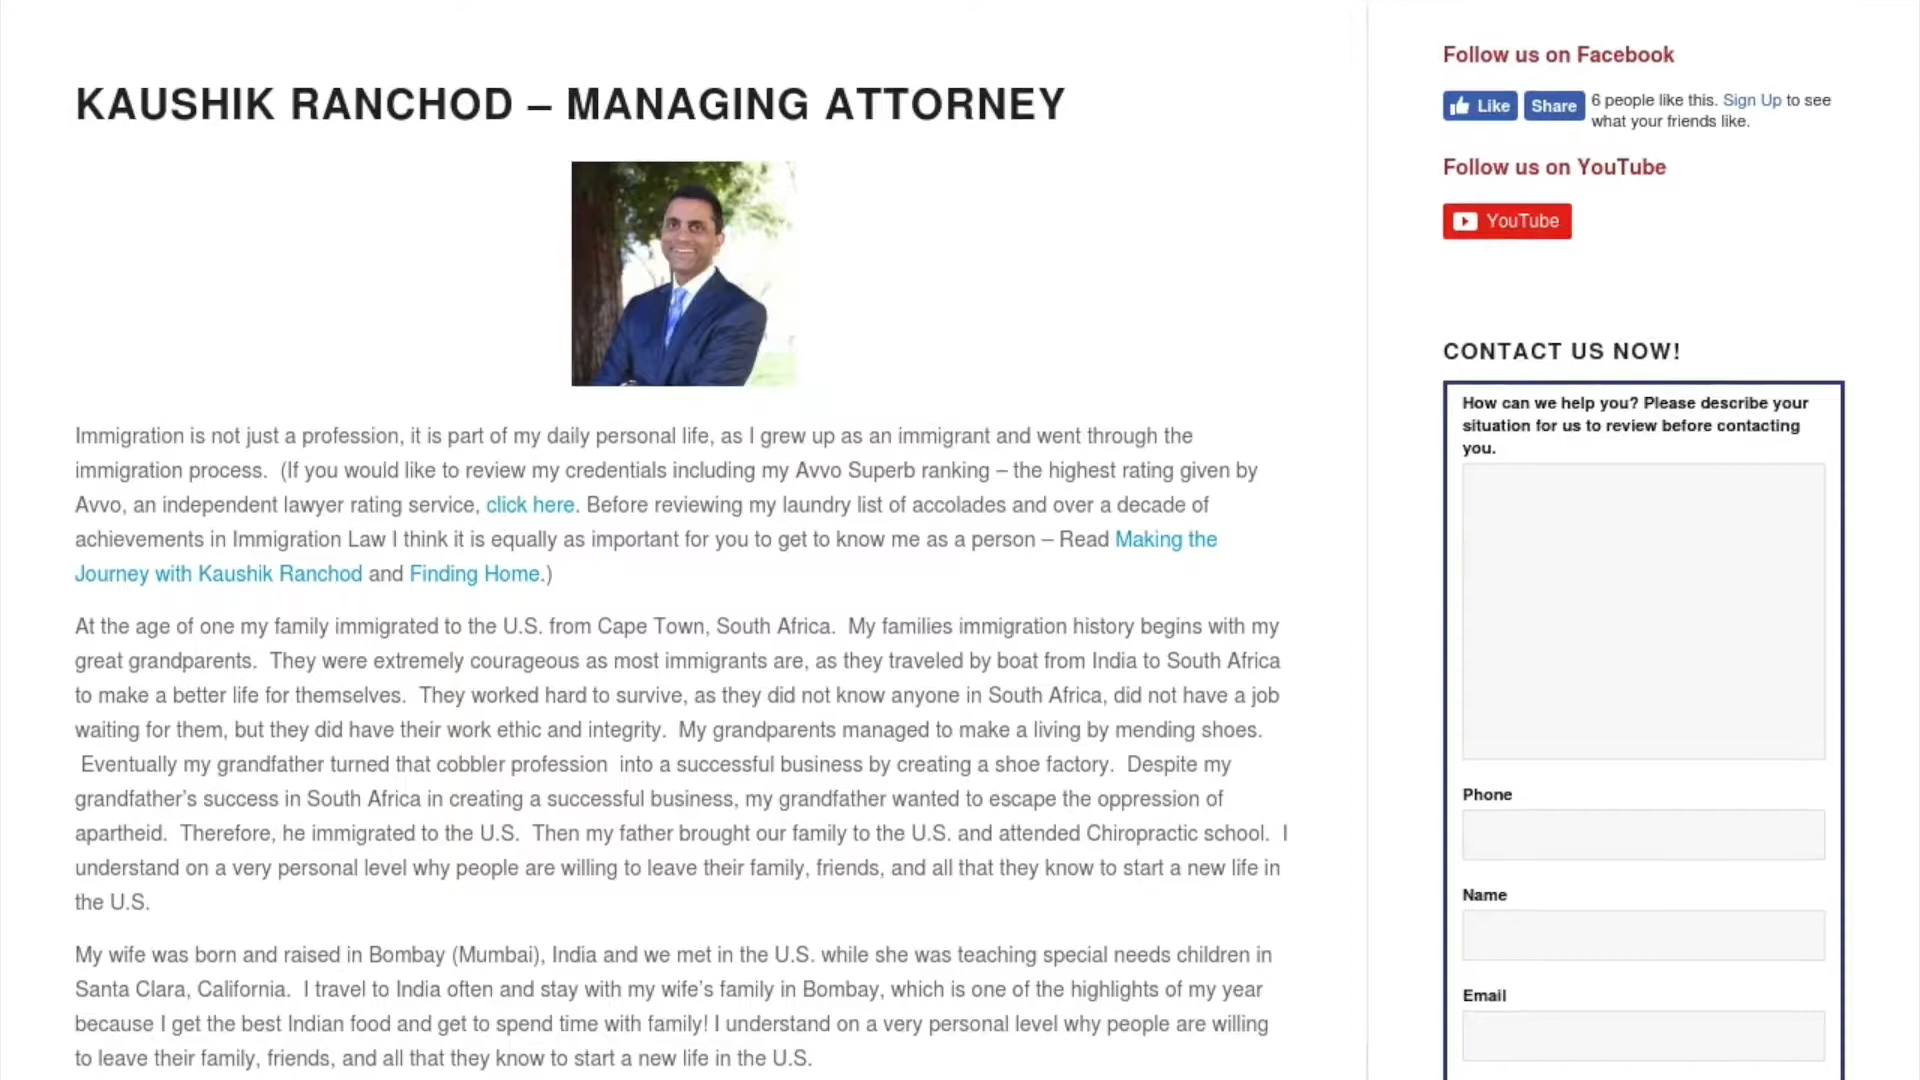 KAUSHIK RANCHOD – MANAGING ATTORNEY
Immigration is not just a profession, it is part of my daily personal life, as I grew up as an immigrant and went through the
immigration process.  (If you would like to review my credentials including my Avvo Superb ranking – the highest rating given by
Avvo, an independent lawyer rating service, click here. Before reviewing my laundry list of accolades and over a decade of
achievements in Immigration Law I think it is equally as important for you to get to know me as a person – Read Making the
Journey with Kaushik Ranchod and Finding Home.)
At the age of one my family immigrated to the U.S. from Cape Town, South Africa.  My families immigration history begins with my
great grandparents.  They were extremely courageous as most immigrants are, as they traveled by boat from India to South Africa
to make a better life for themselves.  They worked hard to survive, as they did not know anyone in South Africa, did not have a job
waiting for them, but they did have their work ethic and integrity.  My grandparents managed to make a living by mending shoes.
Eventually my grandfather turned that cobbler profession  into a successful business by creating a shoe factory.  Despite my
grandfather’s success in South Africa in creating a successful business, my grandfather wanted to escape the oppression of
apartheid.  Therefore, he immigrated to the U.S.  Then my father brought our family to the U.S. and attended Chiropractic school.  I
understand on a very personal level why people are willing to leave their family, friends, and all that they know to start a new life in
the U.S.
My wife was born and raised in Bombay (Mumbai), India and we met in the U.S. while she was teaching special needs children in
Santa Clara, California.  I travel to India often and stay with my wife’s family in Bombay, which is one of the highlights of my year
because I get the best Indian food and get to spend time with family! I understand on a very personal level why people are willing
to leave their family, friends, and all that they know to start a new life in the U.S.
Follow us on Facebook
Like Share 6 people like this. Sign Up to see
what your friends like.
Follow us on YouTube
YouTube
CONTACT US NOW!
How can we help you? Please describe your
situation for us to review before contacting
you.
Phone
Name
Email